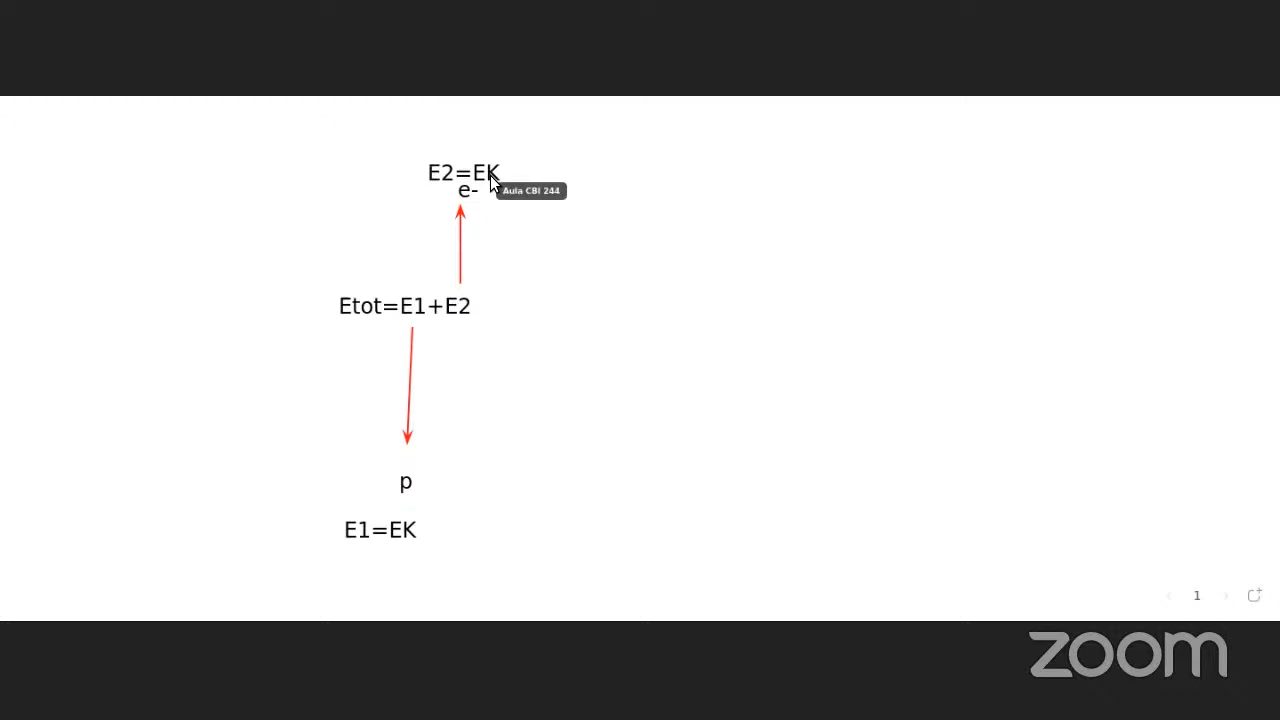 E2=EK
e-
Aula CBI 244
Etot=E1+E2
p
E1=EK
1
zoom